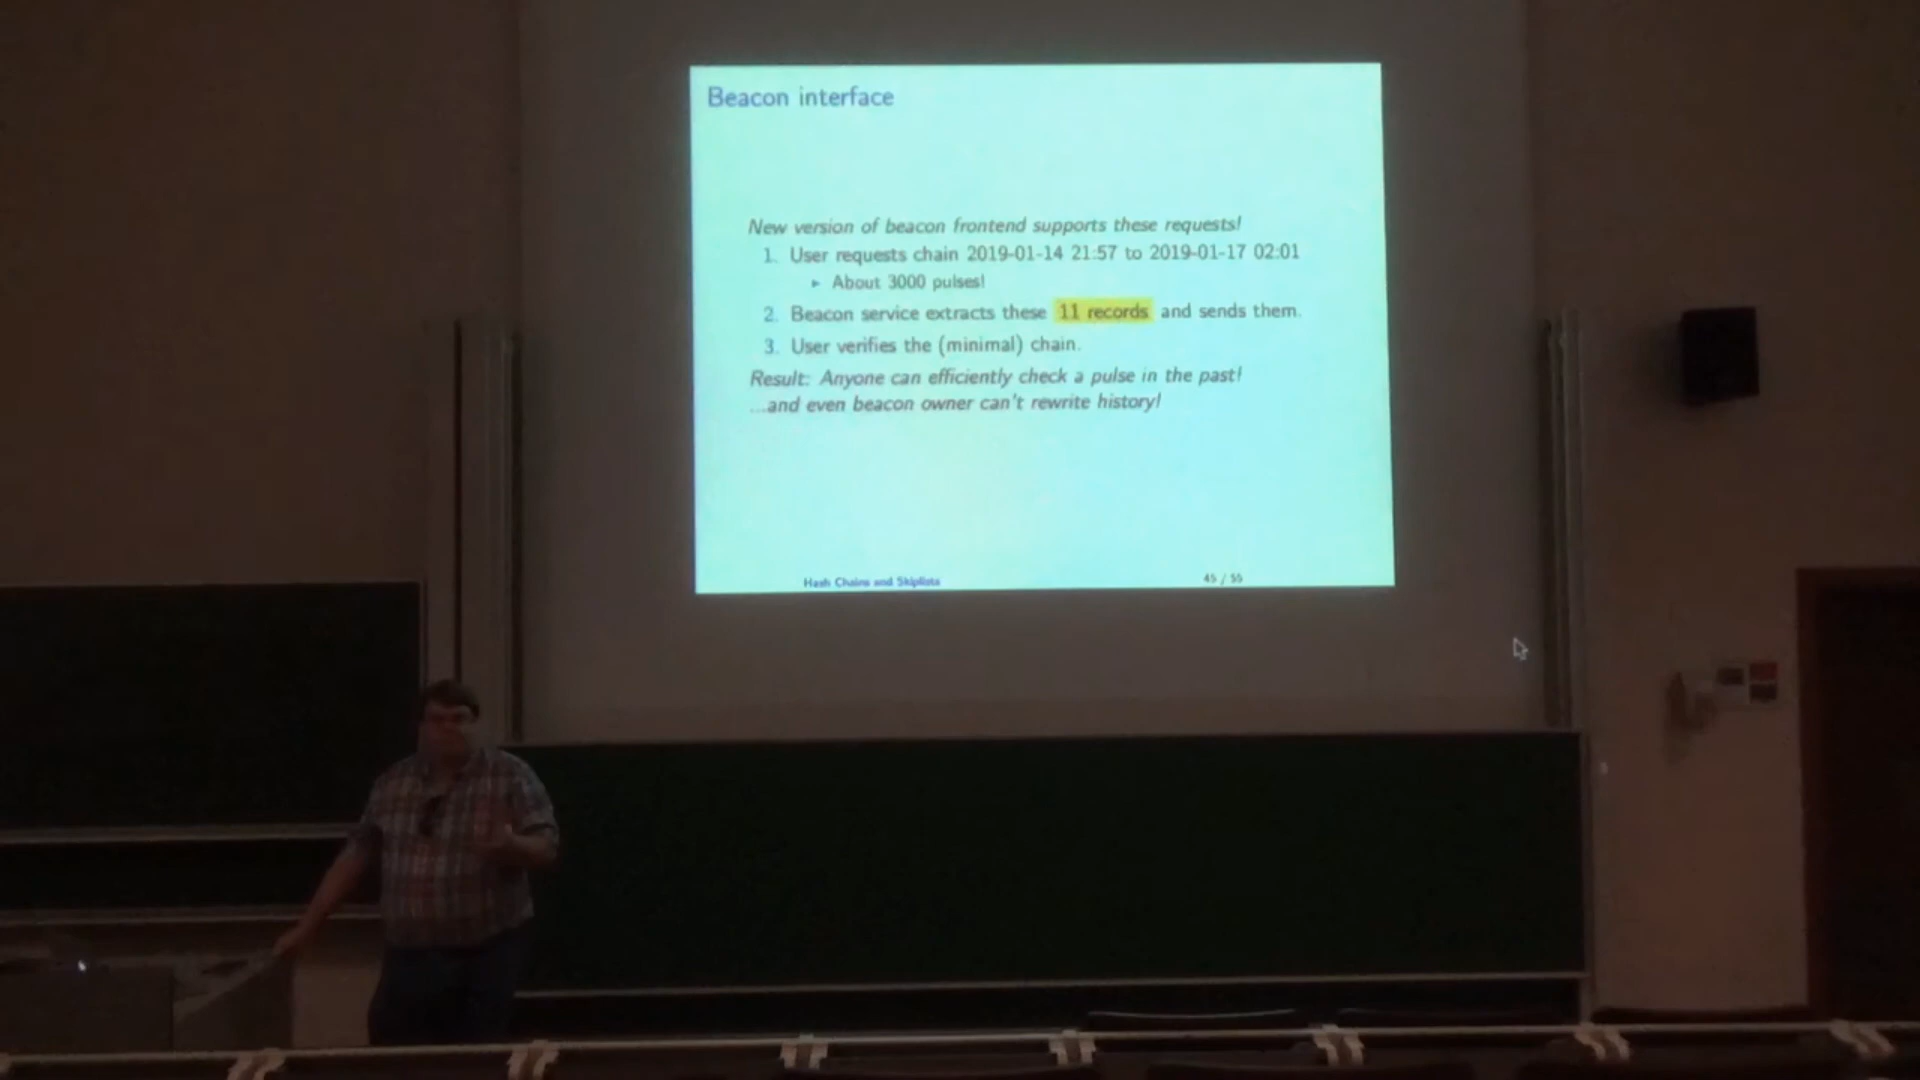 Beacon interface
New version of beacon frontend supports these requests!
1. User requests chain 2019-01-14 21:57 to 2019-01-17 02:01
▸ About 3000 pulses!
2. Beacon service extracts these 11 records and sends them.
3. User verifies the (minimal) chain.
Result: Anyone can efficiently check a pulse in the past!
...and even beacon owner can't rewrite history!
Hash Chains and Skiplists
45 / 55